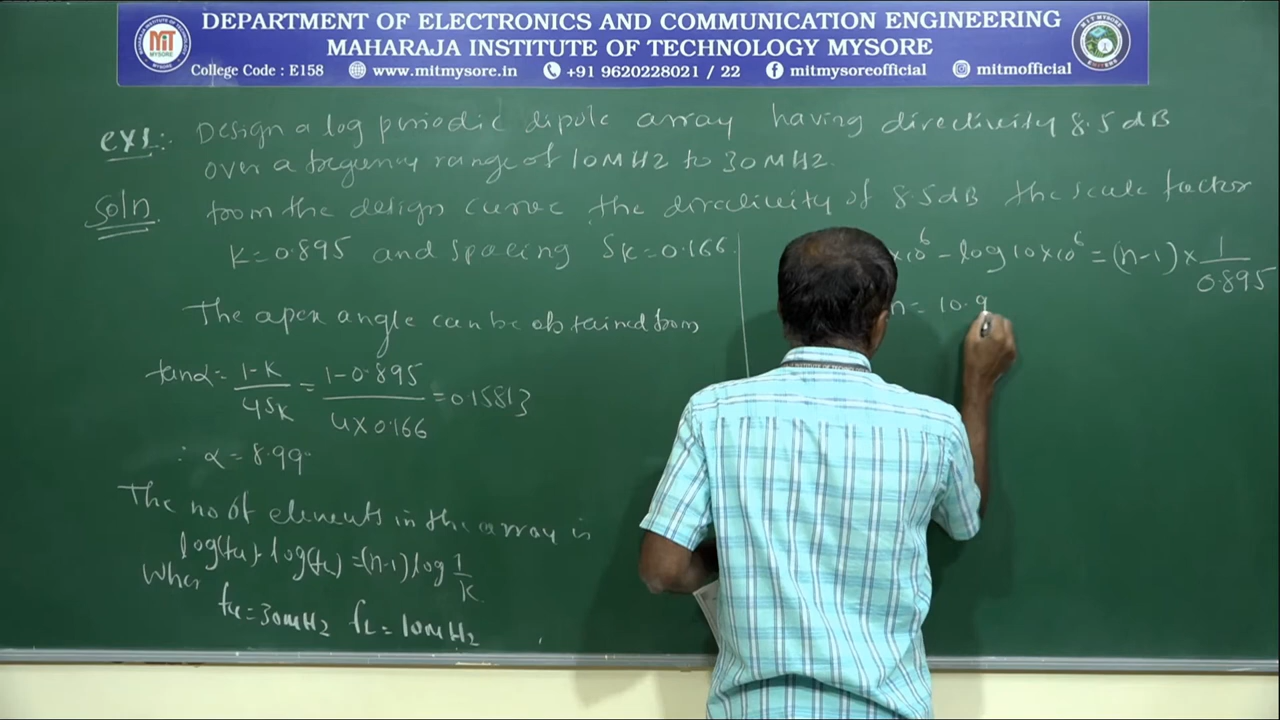 DEPARTMENT OF ELECTRONICS AND COMMUNICATION ENGINEERING
MAHARAJA INSTITUTE OF TECHNOLOGY MYSORE
College Code : E158 www.mitmysore.in +91 9620228021 / 22 mitmysoreofficial mitmofficial
MIT
MYSORE
ex1:- Design a log periodic dipole array having directivity 8.5 dB
over a frequency range of 10MHz to 30MHz.
Soln from the design curve the directivity of 8.5dB the scale factor
K=0.895 and spacing SK=0.166
The apex angle can be obtained from
tanα = 1-K / 4SK = 1-0.895 / 4×0.166 = 0.15813
∴ α = 8.99°
The no of elements in the array is
log(fu) - log(fL) = (n-1) log 1/K
When
fu = 30MHz fL = 10MHz
×10⁶ - log 10×10⁶ = (n-1) × 1/0.895
n = 10.9